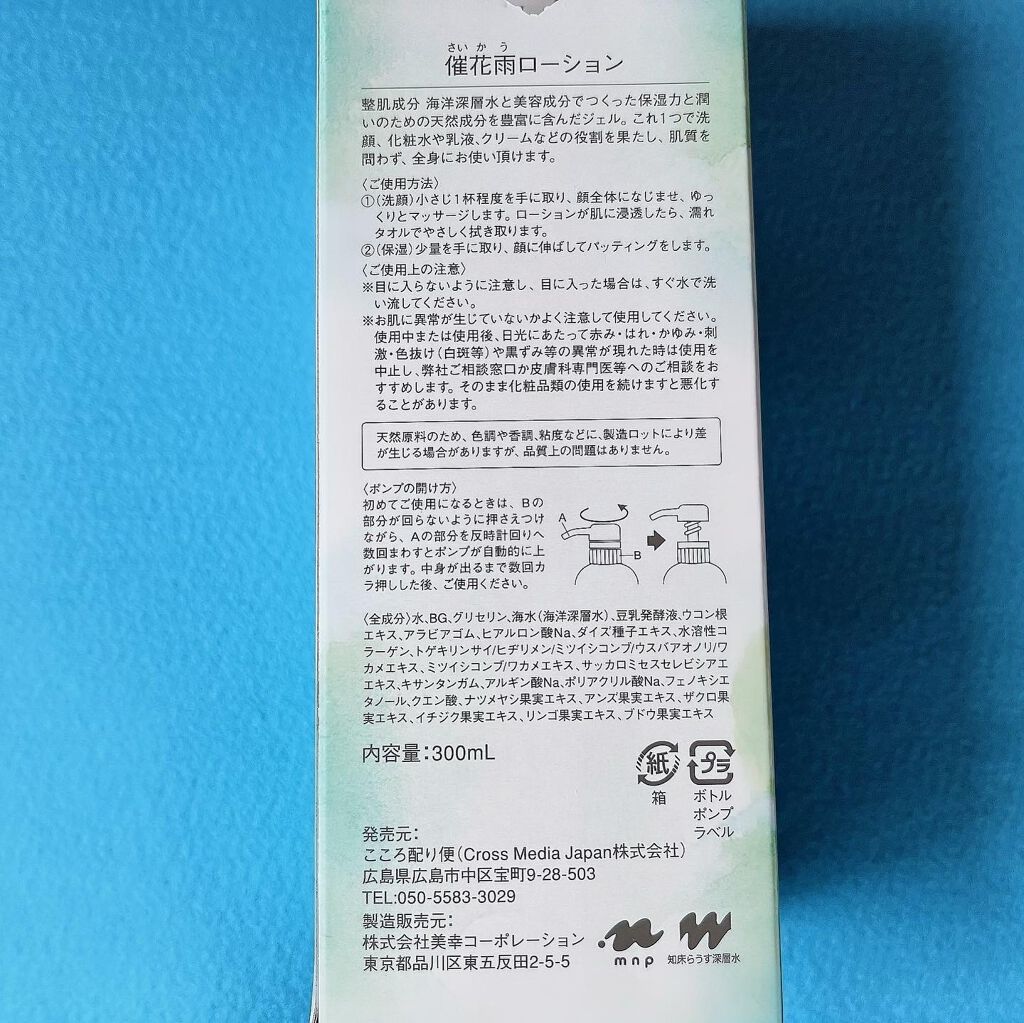 さいかう
催花雨ローション
整肌成分 海洋深層水と美容成分でつくった保湿力と潤
いのための天然成分を豊富に含んだジェル。これ1つで洗
顔、化粧水や乳液、クリームなどの役割を果たし、肌質を
問わず、全身にお使い頂けます。
〈ご使用方法〉
①(洗顔)小さじ1杯程度を手に取り、顔全体になじませ、ゆっ
くりとマッサージします。ローションが肌に浸透したら、濡れ
タオルでやさしく拭き取ります。
②(保湿)少量を手に取り、顔に伸ばしてパッティングをします。
〈ご使用上の注意〉
※目に入らないように注意し、目に入った場合は、すぐ水で洗
い流してください。
※お肌に異常が生じていないかよく注意して使用してください。
使用中または使用後、日光にあたって赤み・はれ・かゆみ・刺
激・色抜け(白斑等)や黒ずみ等の異常が現れた時は使用を
中止し、弊社ご相談窓口か皮膚科専門医等へのご相談をお
すすめします。そのまま化粧品類の使用を続けますと悪化す
ることがあります。
天然原料のため、色調や香調、粘度などに、製造ロットにより差
が生じる場合がありますが、品質上の問題はありません。
〈ポンプの開け方〉
初めてご使用になるときは、Bの
部分が回らないように押さえつけ
ながら、Aの部分を反時計回りへ
数回まわすとポンプが自動的に上
がります。中身が出るまで数回カ
ラ押しした後、ご使用ください。
A
B
〈全成分〉水、BG、グリセリン、海水(海洋深層水)、豆乳発酵液、ウコン根
エキス、アラビアゴム、ヒアルロン酸Na、ダイズ種子エキス、水溶性コ
ラーゲン、トゲキリンサイ/ヒヂリメン/ミツイシコンブ/ウスバアオノリ/ワ
カメエキス、ミツイシコンブ/ワカメエキス、サッカロミセスセレビシアエ
エキス、キサンタンガム、アルギン酸Na、ポリアクリル酸Na、フェノキシエ
タノール、クエン酸、ナツメヤシ果実エキス、アンズ果実エキス、ザクロ果
実エキス、イチジク果実エキス、リンゴ果実エキス、ブドウ果実エキス
内容量:300mL
紙
箱
プラ
ボトル
ポンプ
ラベル
発売元:
こころ配り便(Cross Media Japan株式会社)
広島県広島市中区宝町9-28-503
TEL:050-5583-3029
製造販売元:
株式会社美幸コーポレーション
東京都品川区東五反田2-5-5
mnp
知床らうす深層水